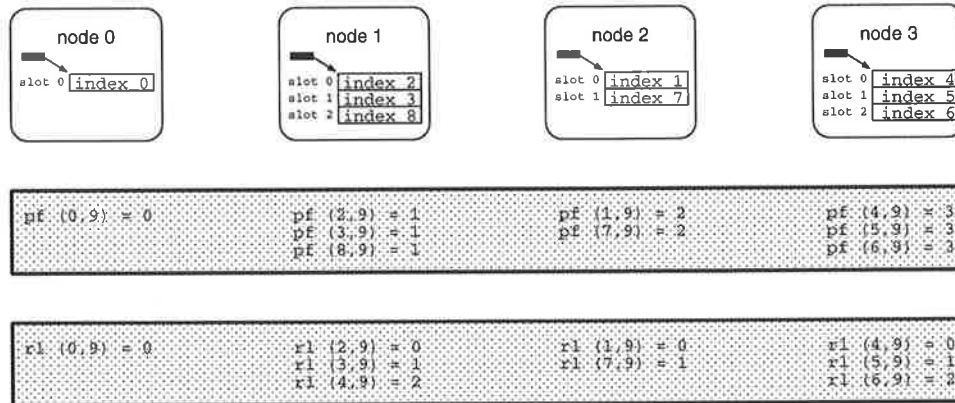 node 0
slot 0 index 0
node 1
slot 0 index 2
slot 1 index 3
slot 2 index 8
node 2
slot 0 index 1
slot 1 index 7
node 3
slot 0 index 4
slot 1 index 5
slot 2 index 6
pf (0,9) = 0
pf (2,9) = 1
pf (3,9) = 1
pf (8,9) = 1
pf (1,9) = 2
pf (7,9) = 2
pf (4,9) = 3
pf (5,9) = 3
pf (6,9) = 3
rl (0,9) = 0
rl (2,9) = 0
rl (3,9) = 1
rl (4,9) = 2
rl (1,9) = 0
rl (7,9) = 1
rl (4,9) = 0
rl (5,9) = 1
rl (6,9) = 2